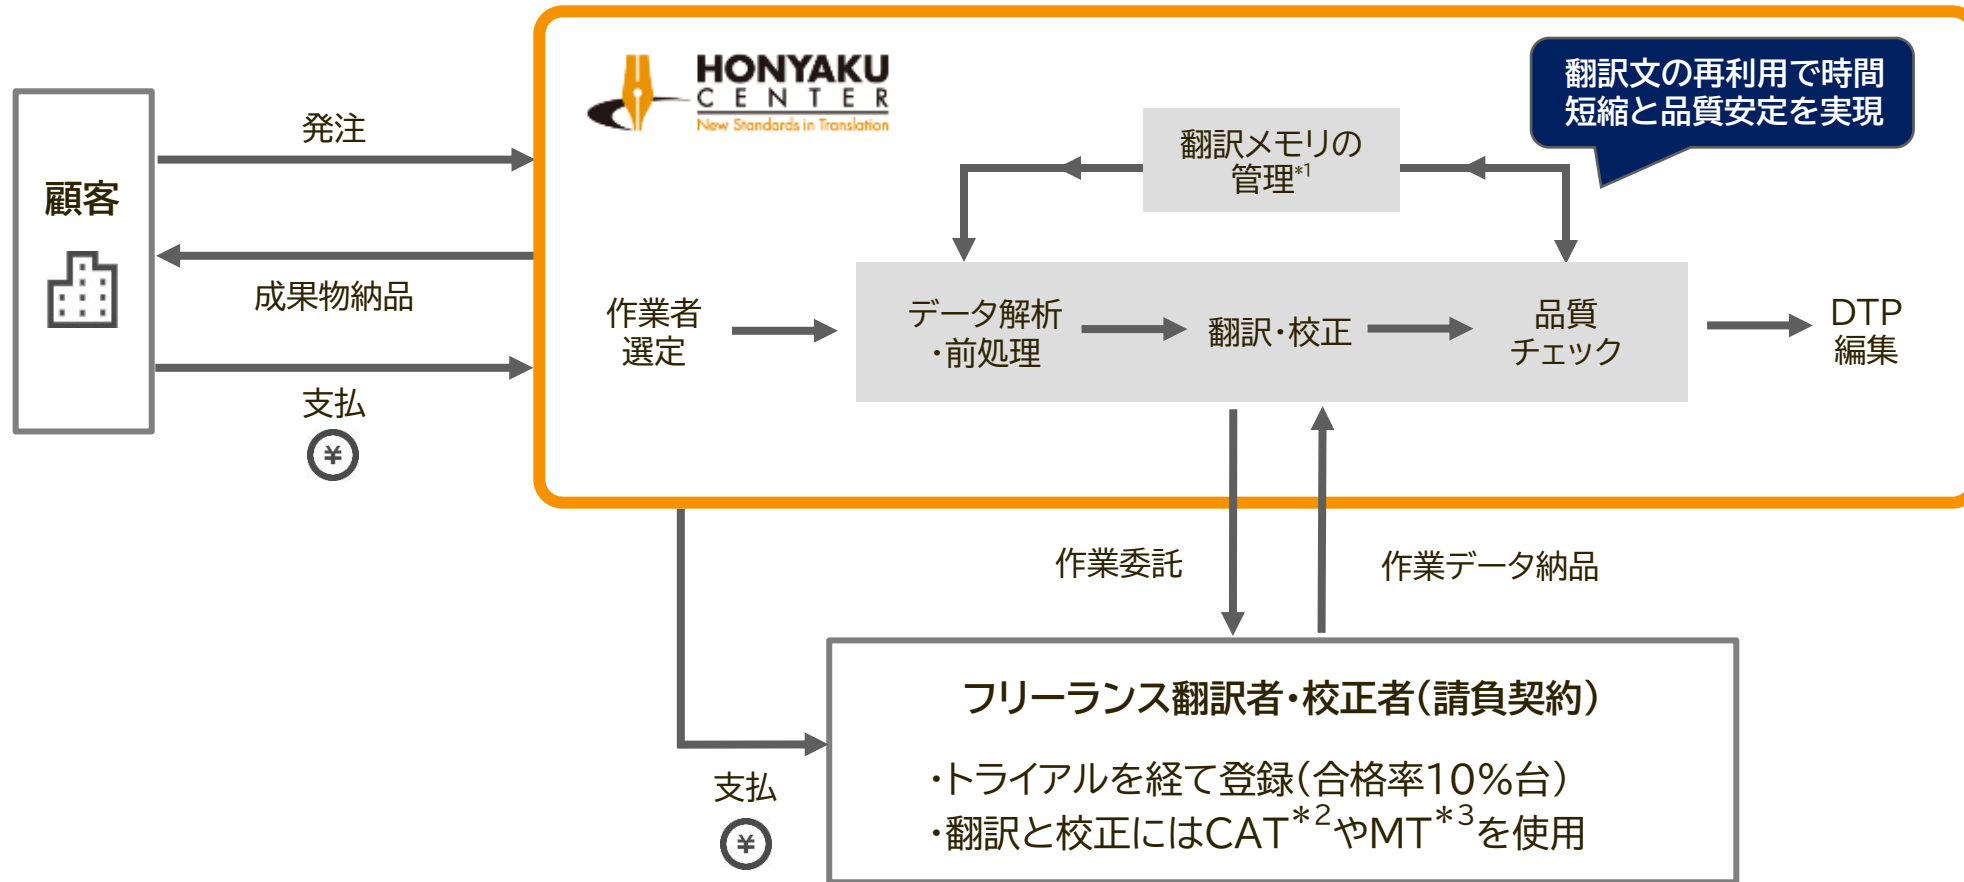 HONYAKU
CENTER
New Standards in Translation
翻訳文の再利用で時間
短縮と品質安定を実現
発注
翻訳メモリの
管理*1
顧客
成果物納品
作業者
選定
データ解析
・前処理
翻訳・校正
品質
チェック
DTP
編集
支払
¥
作業委託
作業データ納品
フリーランス翻訳者・校正者(請負契約)
・トライアルを経て登録(合格率10%台)
・翻訳と校正にはCAT*2やMT*3を使用
支払
¥